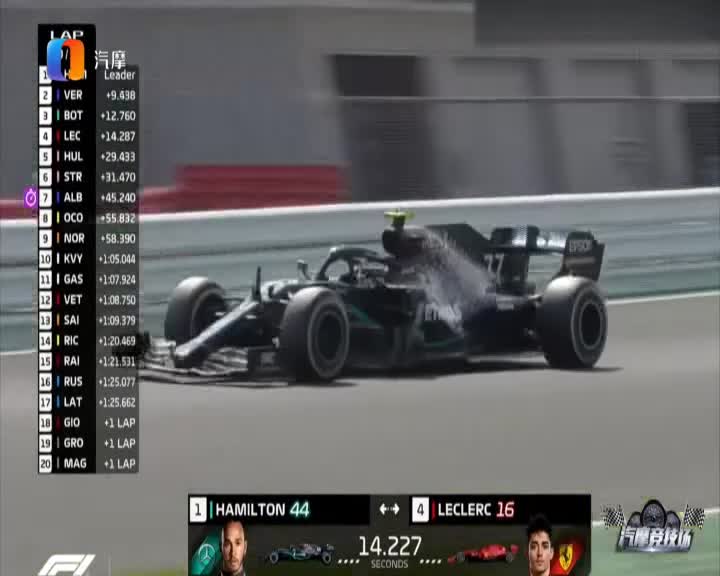 LAP
汽摩
1 Leader
2 VER +9.438
3 BOT +12.760
4 LEC +14.287
5 HUL +29.433
6 STR +31.470
7 ALB +45.240
8 OCO +55.832
9 NOR +58.390
10 KVY +1:05.044
11 GAS +1:07.924
12 VET +1:08.750
13 SAI +1:09.379
14 RIC +1:20.469
15 RAI +1:21.531
16 RUS +1:25.077
17 LAT +1:25.662
18 GIO +1 LAP
19 GRO +1 LAP
20 MAG +1 LAP
EPSON
77
PETRONAS
1 HAMILTON 44
4 LECLERC 16
14.227
SECONDS
F1
汽摩竞技场